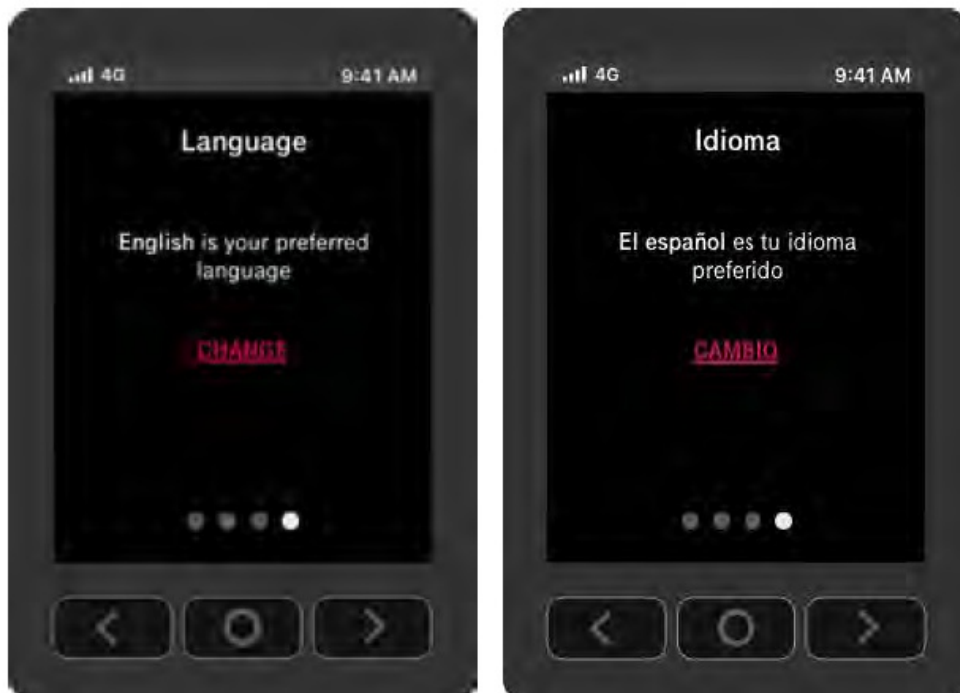 4G 9:41 AM
Language
English is your preferred
language
CHANGE
4G 9:41 AM
Idioma
El español es tu idioma
preferido
CAMBIO